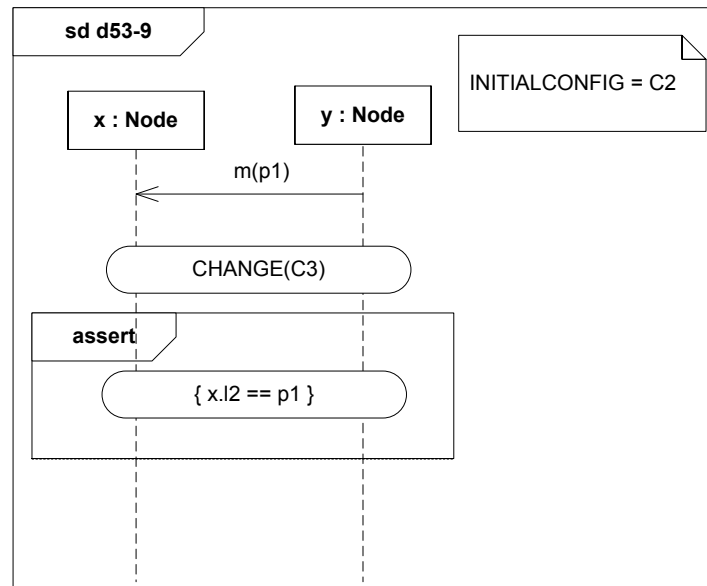 sd d53-9
INITIALCONFIG = C2
x : Node
y : Node
m(p1)
CHANGE(C3)
assert
{ x.l2 == p1 }